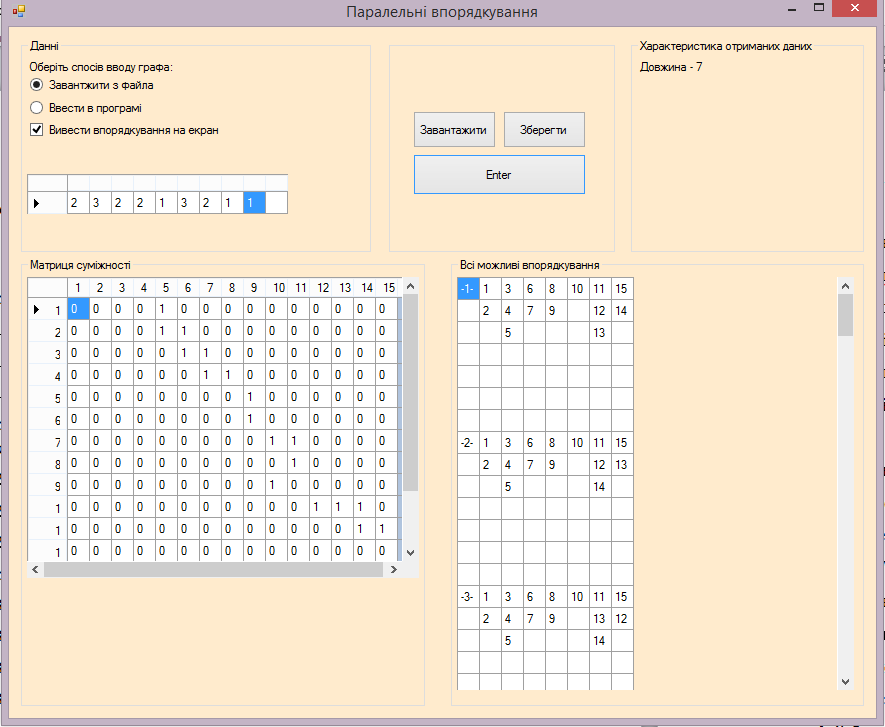 Паралельні впорядкування
Данні
Оберіть спосів вводу графа:
Завантжити з файла
Ввести в програмі
Вивести впорядкування на екран
2 3 2 2 1 3 2 1 1
Завантажити Зберегти
Enter
Характеристика отриманих даних
Довжина - 7
Матриця суміжності
1 2 3 4 5 6 7 8 9 10 11 12 13 14 15
1 0 0 0 0 1 0 0 0 0 0 0 0 0 0 0
2 0 0 0 0 1 1 0 0 0 0 0 0 0 0 0
3 0 0 0 0 0 1 1 0 0 0 0 0 0 0 0
4 0 0 0 0 0 0 1 1 0 0 0 0 0 0 0
5 0 0 0 0 0 0 0 0 1 0 0 0 0 0 0
6 0 0 0 0 0 0 0 0 1 0 0 0 0 0 0
7 0 0 0 0 0 0 0 0 0 1 1 0 0 0 0
8 0 0 0 0 0 0 0 0 0 0 1 0 0 0 0
9 0 0 0 0 0 0 0 0 0 1 0 0 0 0 0
1 0 0 0 0 0 0 0 0 0 0 0 1 1 1 0
1 0 0 0 0 0 0 0 0 0 0 0 0 0 1 1
1 0 0 0 0 0 0 0 0 0 0 0 0 0 0 0
Всі можливі впорядкування
-1- 1 3 6 8 10 11 15
2 4 7 9 12 14
5 13
-2- 1 3 6 8 10 11 15
2 4 7 9 12 13
5 14
-3- 1 3 6 8 10 11 15
2 4 7 9 13 12
5 14